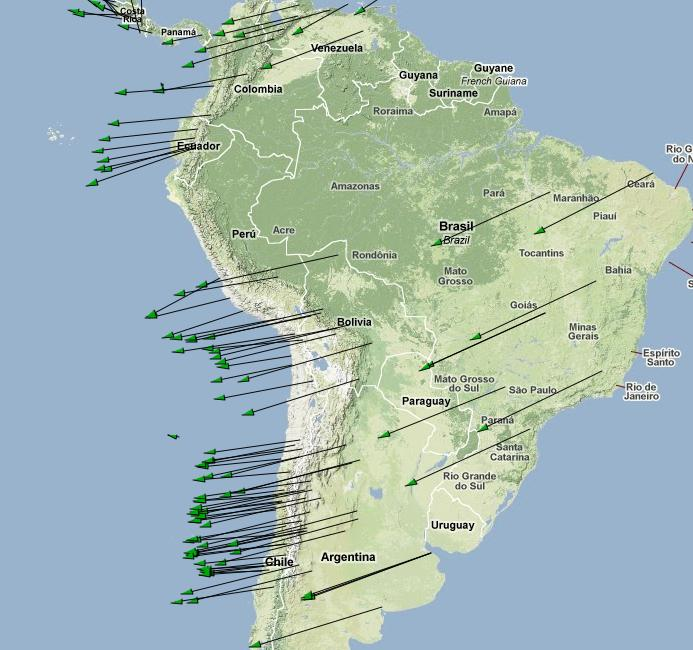 Costa
Rica
Panamá
Venezuela
Guyana
Guyane
French Guiana
Suriname
Colombia
Roraima
Amapá
Ecuador
Rio G
do N
Amazonas
Pará
Maranhão
Ceará
Piauí
Perú
Acre
Brasil
Brazil
Rondônia
Tocantins
Mato
Grosso
Bahia
S
Goiás
Bolivia
Minas
Gerais
Espírito
Santo
Mato Grosso
do Sul
São Paulo
Rio de
Janeiro
Paraguay
Paraná
Santa
Catarina
Rio Grande
do Sul
Uruguay
Argentina
Chile